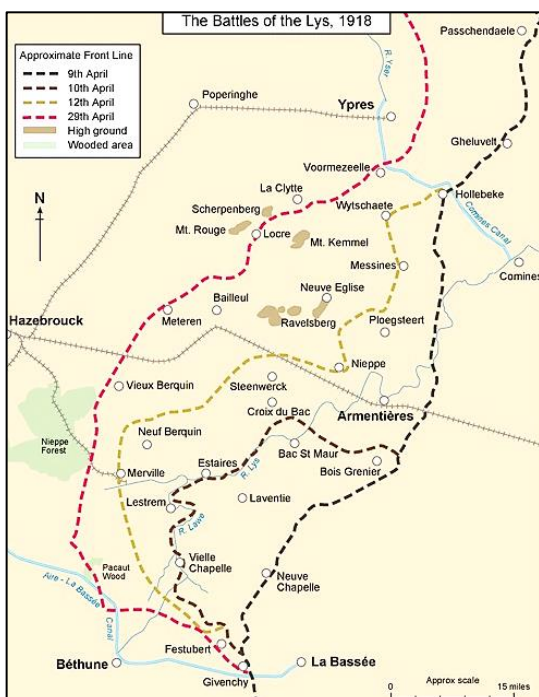 The Battles of the Lys, 1918
Approximate Front Line
9th April
10th April
12th April
29th April
High ground
Wooded area
N
Passchendaele
R. Yser
Poperinghe
Ypres
Gheluvelt
Voormezeelle
La Clytte
Hollebeke
Scherpenberg
Wytschaete
Mt. Rouge
Locre
Mt. Kemmel
Comines Canal
Messines
Comines
Neuve Eglise
Bailleul
Meteren
Ravelsberg
Ploegsteert
Hazebrouck
Nieppe
Vieux Berquin
Steenwerck
Armentières
Croix du Bac
Nieppe
Forest
Neuf Berquin
Bac St Maur
Bois Grenier
Estaires
R. Lys
Merville
Lestrem
Laventie
R. Lawe
Pacaut
Wood
Vielle
Chapelle
Neuve
Chapelle
Aire - La Bassée
Canal
Festubert
Béthune
La Bassée
Givenchy
Approx scale
0
15 miles